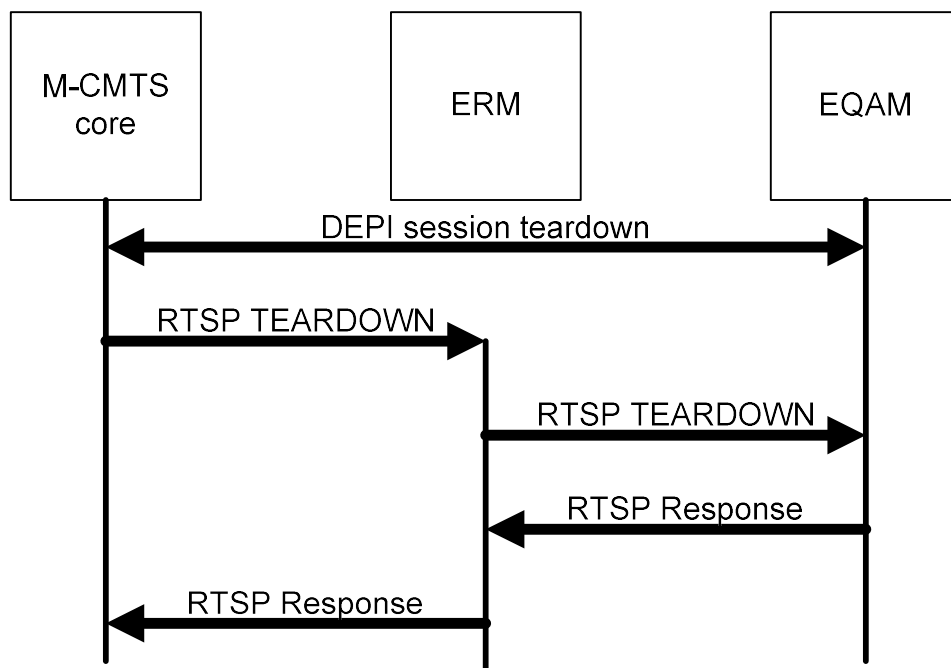 M-CMTS
core
ERM
EQAM
DEPI session teardown
RTSP TEARDOWN
RTSP TEARDOWN
RTSP Response
RTSP Response